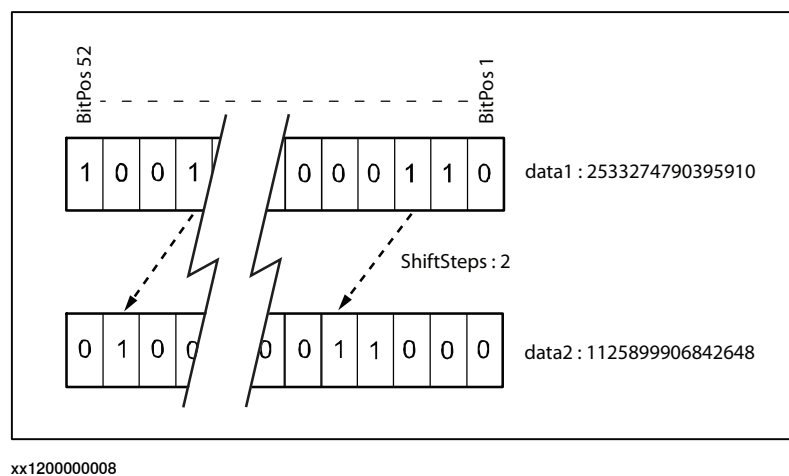 BitPos 52
BitPos 1
1 0 0 1 0 0 0 1 1 0
data1 : 2533274790395910
ShiftSteps : 2
0 1 0 0 0 0 1 1 0 0 0
data2 : 1125899906842648
xx1200000008